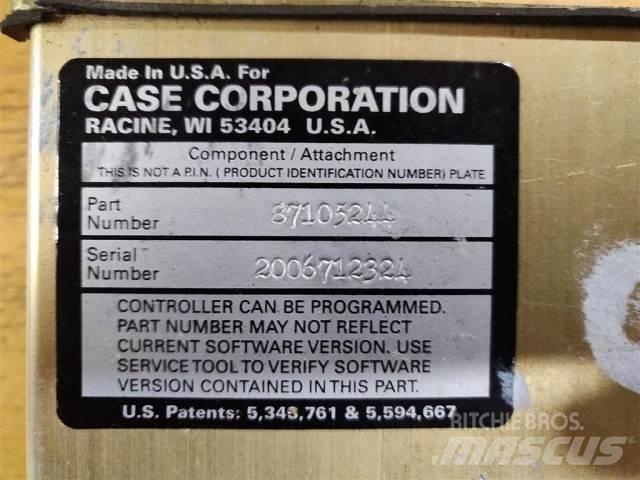 Made In U.S.A. For
CASE CORPORATION
RACINE, WI 53404 U.S.A.
Component / Attachment
THIS IS NOT A P.I.N. ( PRODUCT IDENTIFICATION NUMBER) PLATE
Part
Number 87105244
Serial
Number 2006712324
CONTROLLER CAN BE PROGRAMMED.
PART NUMBER MAY NOT REFLECT
CURRENT SOFTWARE VERSION. USE
SERVICE TOOL TO VERIFY SOFTWARE
VERSION CONTAINED IN THIS PART.
U.S. Patents: 5,343,761 & 5,594,667
RITCHIE BROS.
MASCUS